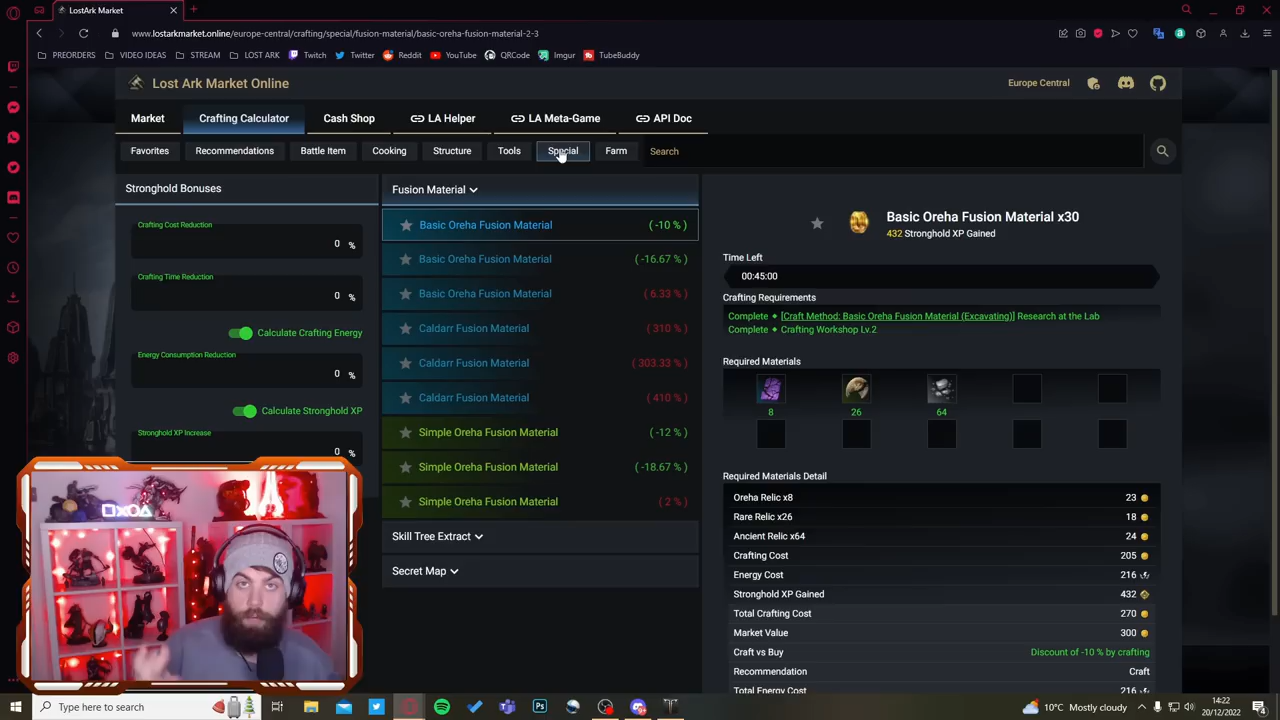 LostArk Market
www.lostarkmarket.online/europe-central/crafting/special/fusion-material/basic-oreha-fusion-material-2-3
PREORDERS VIDEO IDEAS STREAM LOST ARK Twitch Twitter Reddit YouTube QRCode Imgur TubeBuddy
Lost Ark Market Online
Europe Central
Market Crafting Calculator Cash Shop LA Helper LA Meta-Game API Doc
Favorites Recommendations Battle Item Cooking Structure Tools Special Farm Search
Stronghold Bonuses
Crafting Cost Reduction
0 %
Crafting Time Reduction
0 %
Calculate Crafting Energy
Energy Consumption Reduction
0 %
Calculate Stronghold XP
Stronghold XP Increase
0 %
Fusion Material
Basic Oreha Fusion Material ( -10 % )
Basic Oreha Fusion Material ( -16.67 % )
Basic Oreha Fusion Material ( 6.33 % )
Caldarr Fusion Material ( 310 % )
Caldarr Fusion Material ( 303.33 % )
Caldarr Fusion Material ( 410 % )
Simple Oreha Fusion Material ( -12 % )
Simple Oreha Fusion Material ( -18.67 % )
Simple Oreha Fusion Material ( 2 % )
Skill Tree Extract
Secret Map
Basic Oreha Fusion Material x30
432 Stronghold XP Gained
Time Left
00:45:00
Crafting Requirements
Complete [Craft Method: Basic Oreha Fusion Material (Excavating)] Research at the Lab
Complete Crafting Workshop Lv.2
Required Materials
8 26 64
Required Materials Detail
Oreha Relic x8 23
Rare Relic x26 18
Ancient Relic x64 24
Crafting Cost 205
Energy Cost 216
Stronghold XP Gained 432
Total Crafting Cost 270
Market Value 300
Craft vs Buy Discount of -10 % by crafting
Recommendation Craft
Total Energy Cost 216
Type here to search
10°C Mostly cloudy
14:22
20/12/2022